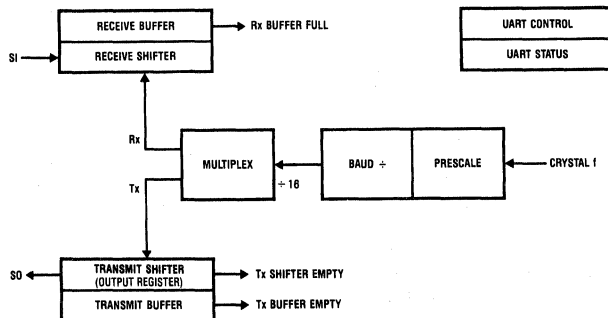 RECEIVE BUFFER
Rx BUFFER FULL
SI
RECEIVE SHIFTER
UART CONTROL
UART STATUS
Rx
Tx
MULTIPLEX
÷ 16
BAUD ÷
PRESCALE
CRYSTAL f
SO
TRANSMIT SHIFTER
(OUTPUT REGISTER)
Tx SHIFTER EMPTY
TRANSMIT BUFFER
Tx BUFFER EMPTY